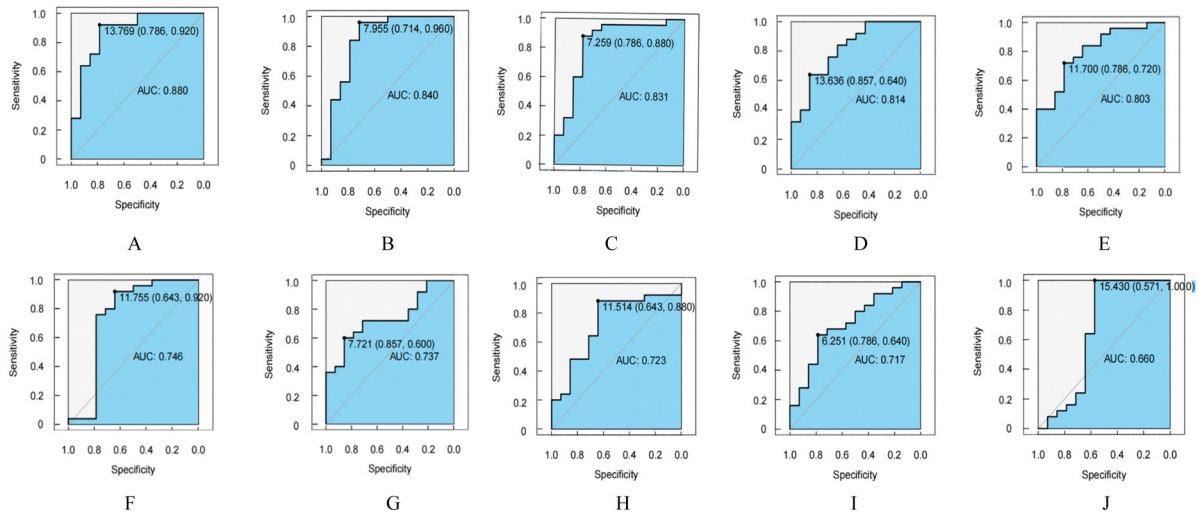 1.0
0.8
0.6
0.4
0.2
0
Sensitivity
13.769 (0.786, 0.920)
AUC: 0.880
1.0 0.8 0.6 0.4 0.2 0.0
Specificity
A
1.0
0.8
0.6
0.4
0.2
0
Sensitivity
7.955 (0.714, 0.960)
AUC: 0.840
1.0 0.8 0.6 0.4 0.2 0.0
Specificity
B
1.0
0.8
0.6
0.4
0.2
0
Sensitivity
7.259 (0.786, 0.880)
AUC: 0.831
1.0 0.8 0.6 0.4 0.2 0.0
Specificity
C
1.0
0.8
0.6
0.4
0.2
0
Sensitivity
13.636 (0.857, 0.640)
AUC: 0.814
1.0 0.8 0.6 0.4 0.2 0.0
Specificity
D
1.0
0.8
0.6
0.4
0.2
0
Sensitivity
11.700 (0.786, 0.720)
AUC: 0.803
1.0 0.8 0.6 0.4 0.2 0.0
Specificity
E
1.0
0.8
0.6
0.4
0.2
0
Sensitivity
11.755 (0.643, 0.920)
AUC: 0.746
1.0 0.8 0.6 0.4 0.2 0.0
Specificity
F
1.0
0.8
0.6
0.4
0.2
0
Sensitivity
7.721 (0.857, 0.600)
AUC: 0.737
1.0 0.8 0.6 0.4 0.2 0.0
Specificity
G
1.0
0.8
0.6
0.4
0.2
0
Sensitivity
11.514 (0.643, 0.880)
AUC: 0.723
1.0 0.8 0.6 0.4 0.2 0.0
Specificity
H
1.0
0.8
0.6
0.4
0.2
0
Sensitivity
6.251 (0.786, 0.640)
AUC: 0.717
1.0 0.8 0.6 0.4 0.2 0.0
Specificity
I
1.0
0.8
0.6
0.4
0.2
0
Sensitivity
15.430 (0.571, 1.000)
AUC: 0.660
1.0 0.8 0.6 0.4 0.2 0.0
Specificity
J